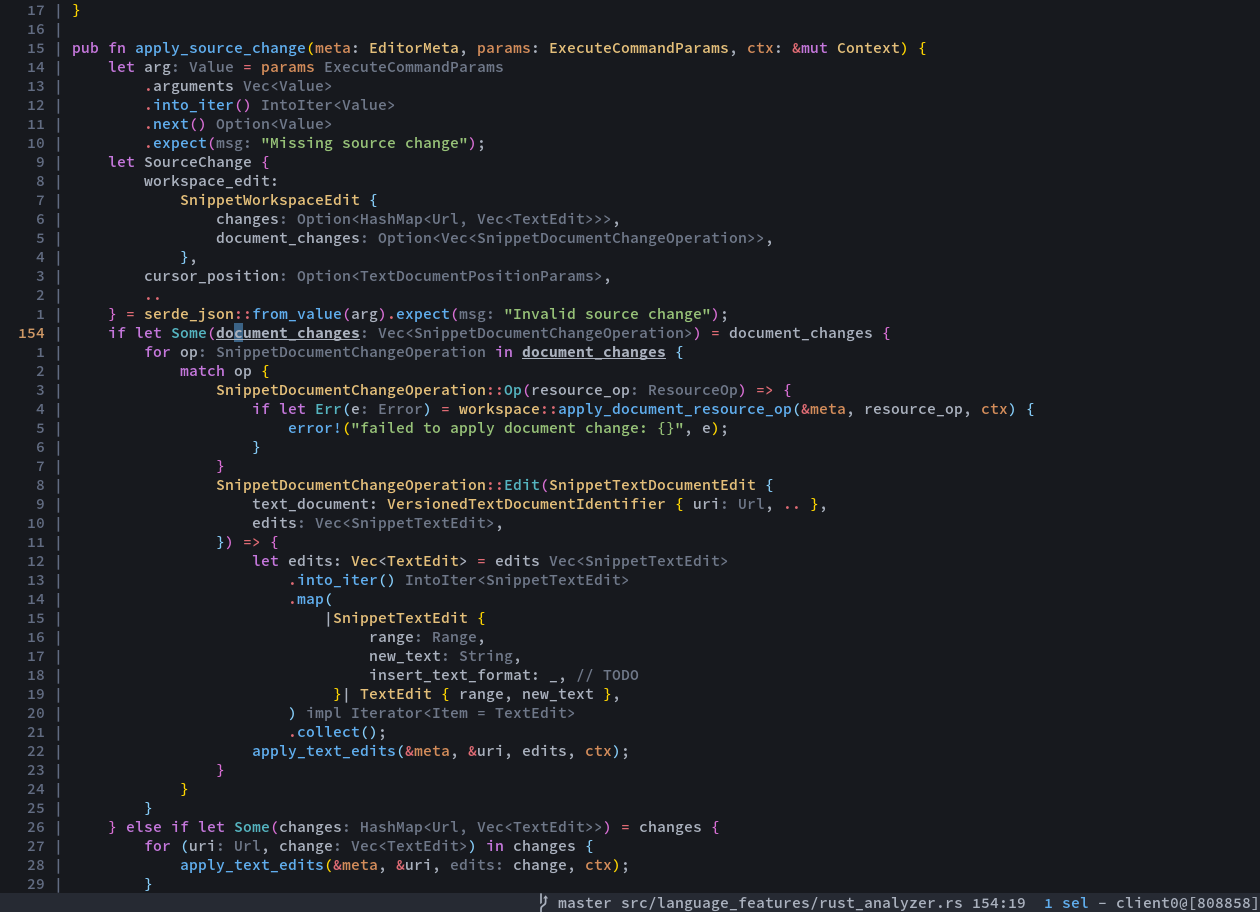 17 | }
16 |
15 | pub fn apply_source_change(meta: EditorMeta, params: ExecuteCommandParams, ctx: &mut Context) {
14 |     let arg: Value = params ExecuteCommandParams
13 |         .arguments Vec<Value>
12 |         .into_iter() IntoIter<Value>
11 |         .next() Option<Value>
10 |         .expect(msg: "Missing source change");
9 |     let SourceChange {
8 |         workspace_edit:
7 |             SnippetWorkspaceEdit {
6 |                 changes: Option<HashMap<Url, Vec<TextEdit>>>,
5 |                 document_changes: Option<Vec<SnippetDocumentChangeOperation>>,
4 |             },
3 |         cursor_position: Option<TextDocumentPositionParams>,
2 |         ..
1 |     } = serde_json::from_value(arg).expect(msg: "Invalid source change");
154 |     if let Some(document_changes: Vec<SnippetDocumentChangeOperation>) = document_changes {
1 |         for op: SnippetDocumentChangeOperation in document_changes {
2 |             match op {
3 |                 SnippetDocumentChangeOperation::Op(resource_op: ResourceOp) => {
4 |                     if let Err(e: Error) = workspace::apply_document_resource_op(&meta, resource_op, ctx) {
5 |                         error!("failed to apply document change: {}", e);
6 |                     }
7 |                 }
8 |                 SnippetDocumentChangeOperation::Edit(SnippetTextDocumentEdit {
9 |                     text_document: VersionedTextDocumentIdentifier { uri: Url, .. },
10 |                     edits: Vec<SnippetTextEdit>,
11 |                 }) => {
12 |                     let edits: Vec<TextEdit> = edits Vec<SnippetTextEdit>
13 |                         .into_iter() IntoIter<SnippetTextEdit>
14 |                         .map(
15 |                             |SnippetTextEdit {
16 |                                  range: Range,
17 |                                  new_text: String,
18 |                                  insert_text_format: _, // TODO
19 |                              }| TextEdit { range, new_text },
20 |                         ) impl Iterator<Item = TextEdit>
21 |                         .collect();
22 |                     apply_text_edits(&meta, &uri, edits, ctx);
23 |                 }
24 |             }
25 |         }
26 |     } else if let Some(changes: HashMap<Url, Vec<TextEdit>>) = changes {
27 |         for (uri: Url, change: Vec<TextEdit>) in changes {
28 |             apply_text_edits(&meta, &uri, edits: change, ctx);
29 |         }
master src/language_features/rust_analyzer.rs 154:19  1 sel - client0@[808858]